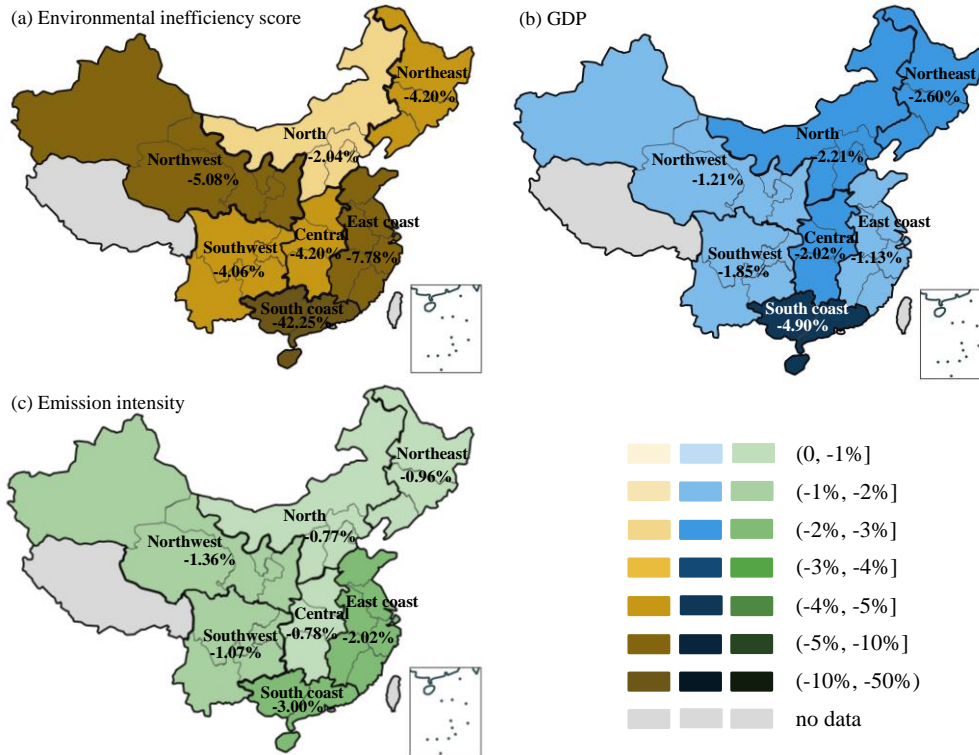 (a) Environmental inefficiency score
Northeast
-4.20%
North
-2.04%
Northwest
-5.08%
East coast
-7.78%
Central
-4.20%
Southwest
-4.06%
South coast
-42.25%
(b) GDP
Northeast
-2.60%
North
-2.21%
Northwest
-1.21%
East coast
-1.13%
Central
-2.02%
Southwest
-1.85%
South coast
-4.90%
(c) Emission intensity
Northeast
-0.96%
North
-0.77%
Northwest
-1.36%
East coast
-2.02%
Central
-0.78%
Southwest
-1.07%
South coast
-3.00%
(0, -1%]
(-1%, -2%]
(-2%, -3%]
(-3%, -4%]
(-4%, -5%]
(-5%, -10%]
(-10%, -50%)
no data